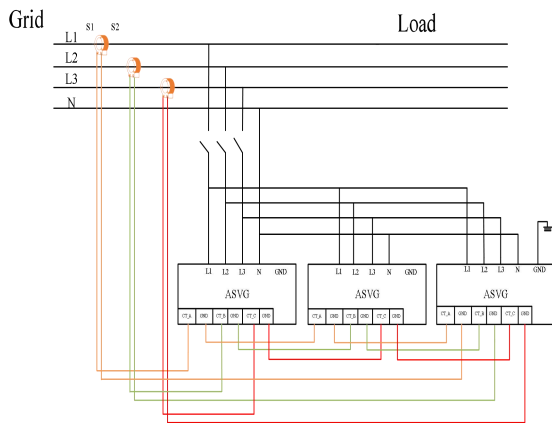 Grid
Load
S1 S2
L1
L2
L3
N
L1 L2 L3 N GND
L1 L2 L3 N GND
L3 L2 L3 N GND
ASVG
ASVG
ASVG
CT_A GND CT_B GND CT_C GND
CT_A GND CT_B GND CT_C GND
CT_A GND CT_B GND CT_C GND